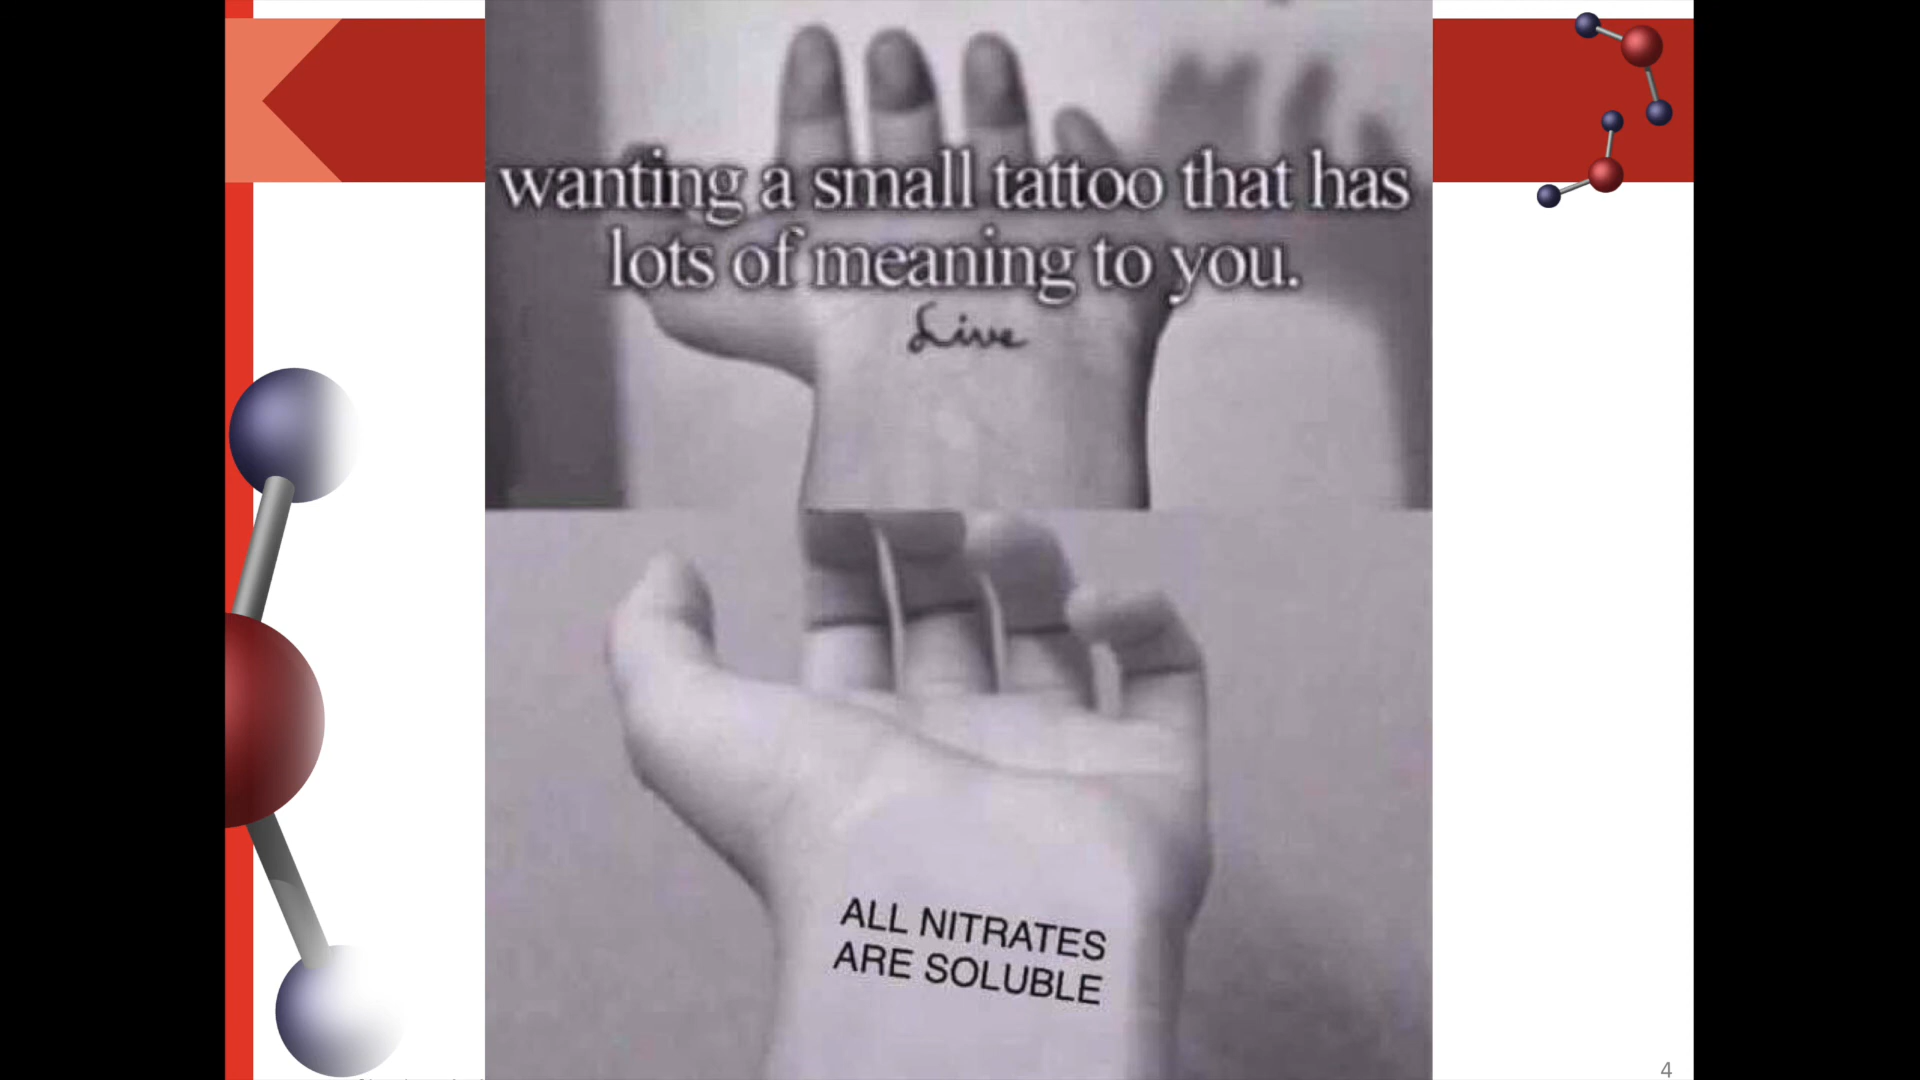 wanting a small tattoo that has
lots of meaning to you.
Live
ALL NITRATES
ARE SOLUBLE
4